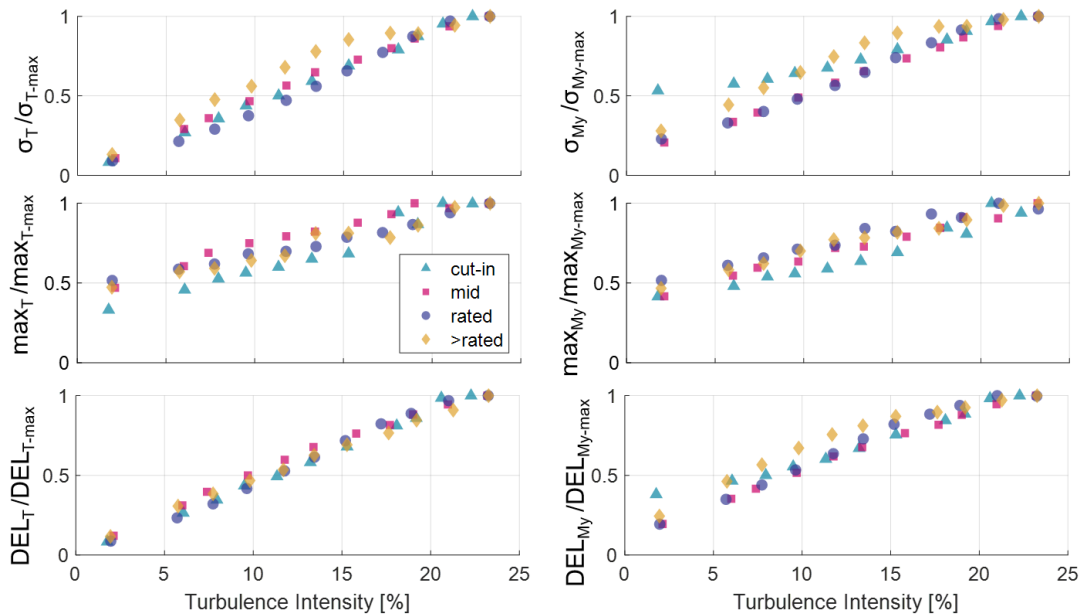 1
0.5
0
σT/σT-max
1
0.5
0
σMy/σMy-max
1
0.5
0
maxT/maxT-max
cut-in
mid
rated
>rated
1
0.5
0
maxMy/maxMy-max
1
0.5
0
DELT/DELT-max
0 5 10 15 20 25
Turbulence Intensity [%]
1
0.5
0
DELMy/DELMy-max
0 5 10 15 20 25
Turbulence Intensity [%]